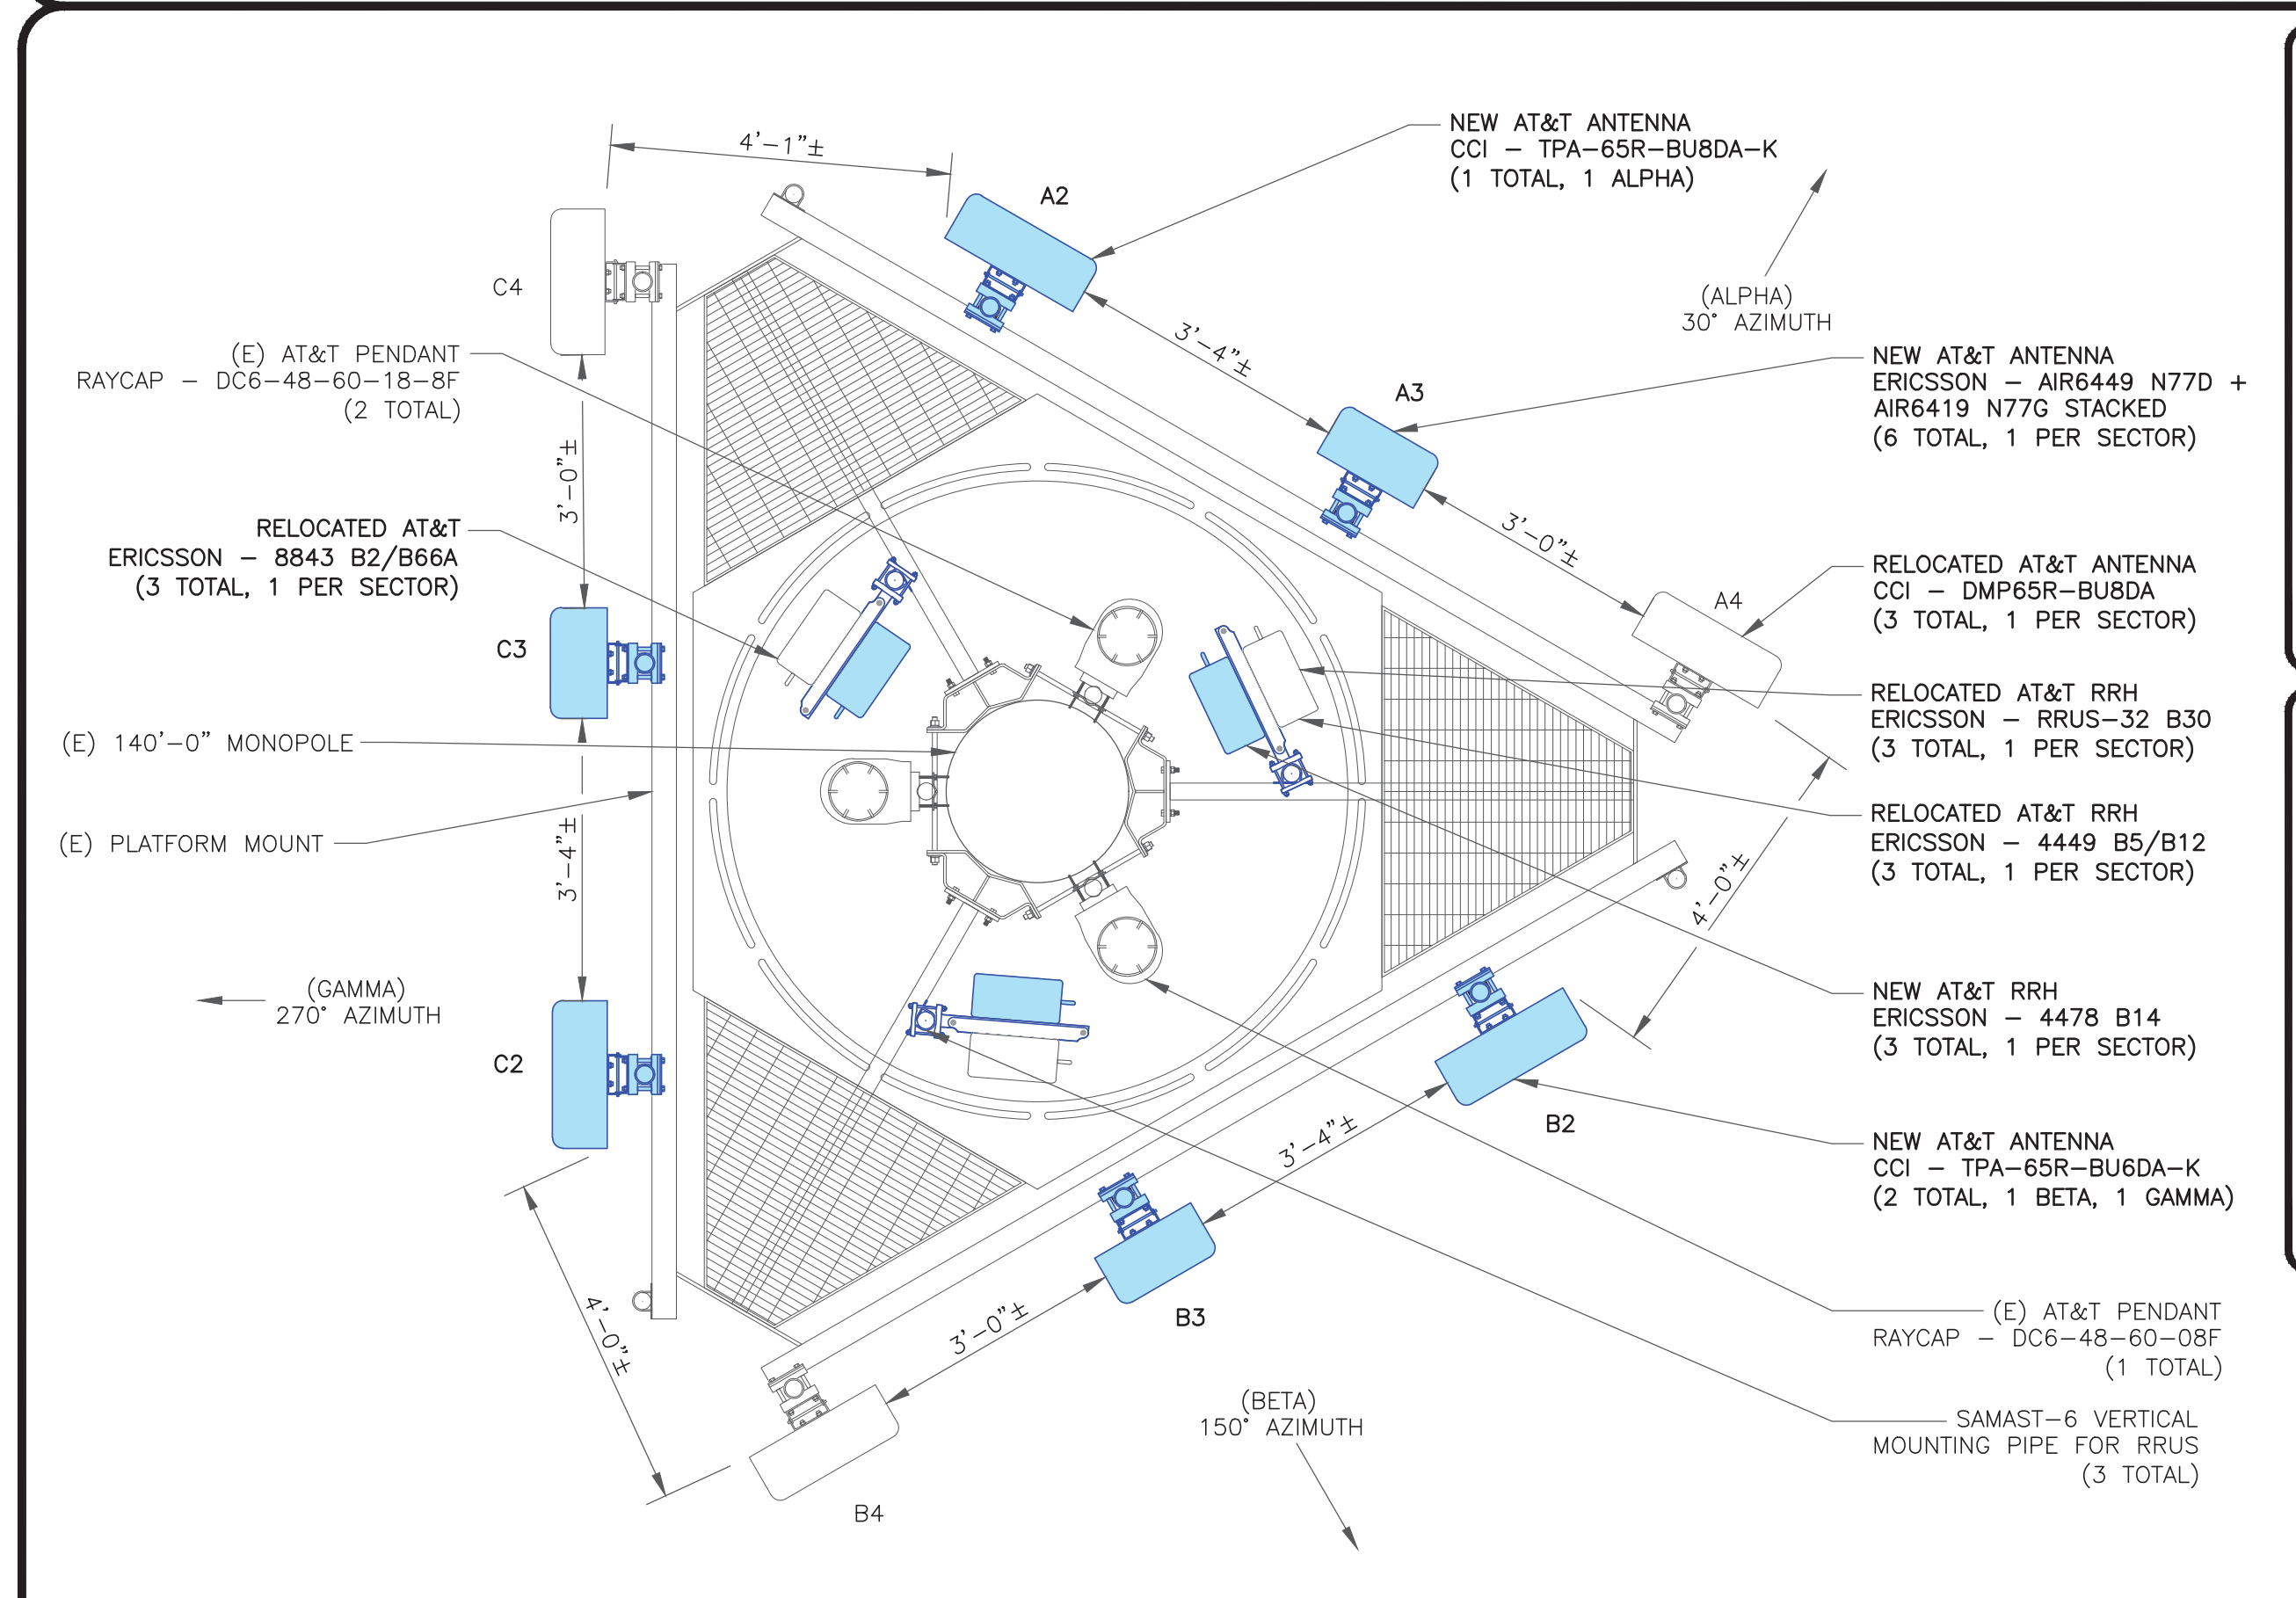 4'-1"±
NEW AT&T ANTENNA
CCI - TPA-65R-BU8DA-K
(1 TOTAL, 1 ALPHA)
A2
C4
(ALPHA)
30° AZIMUTH
3'-4"±
(E) AT&T PENDANT
RAYCAP - DC6-48-60-18-8F
(2 TOTAL)
A3
NEW AT&T ANTENNA
ERICSSON - AIR6449 N77D +
AIR6419 N77G STACKED
(6 TOTAL, 1 PER SECTOR)
3'-0"±
3'-0"±
RELOCATED AT&T
ERICSSON - 8843 B2/B66A
(3 TOTAL, 1 PER SECTOR)
A4
RELOCATED AT&T ANTENNA
CCI - DMP65R-BU8DA
(3 TOTAL, 1 PER SECTOR)
C3
RELOCATED AT&T RRH
ERICSSON - RRUS-32 B30
(3 TOTAL, 1 PER SECTOR)
(E) 140'-0" MONOPOLE
(E) PLATFORM MOUNT
3'-4"±
4'-0"±
RELOCATED AT&T RRH
ERICSSON - 4449 B5/B12
(3 TOTAL, 1 PER SECTOR)
(GAMMA)
270° AZIMUTH
NEW AT&T RRH
ERICSSON - 4478 B14
(3 TOTAL, 1 PER SECTOR)
C2
B2
3'-4"±
NEW AT&T ANTENNA
CCI - TPA-65R-BU6DA-K
(2 TOTAL, 1 BETA, 1 GAMMA)
4'-0"±
3'-0"±
B3
(E) AT&T PENDANT
RAYCAP - DC6-48-60-08F
(1 TOTAL)
(BETA)
150° AZIMUTH
SAMAST-6 VERTICAL
MOUNTING PIPE FOR RRUS
(3 TOTAL)
B4